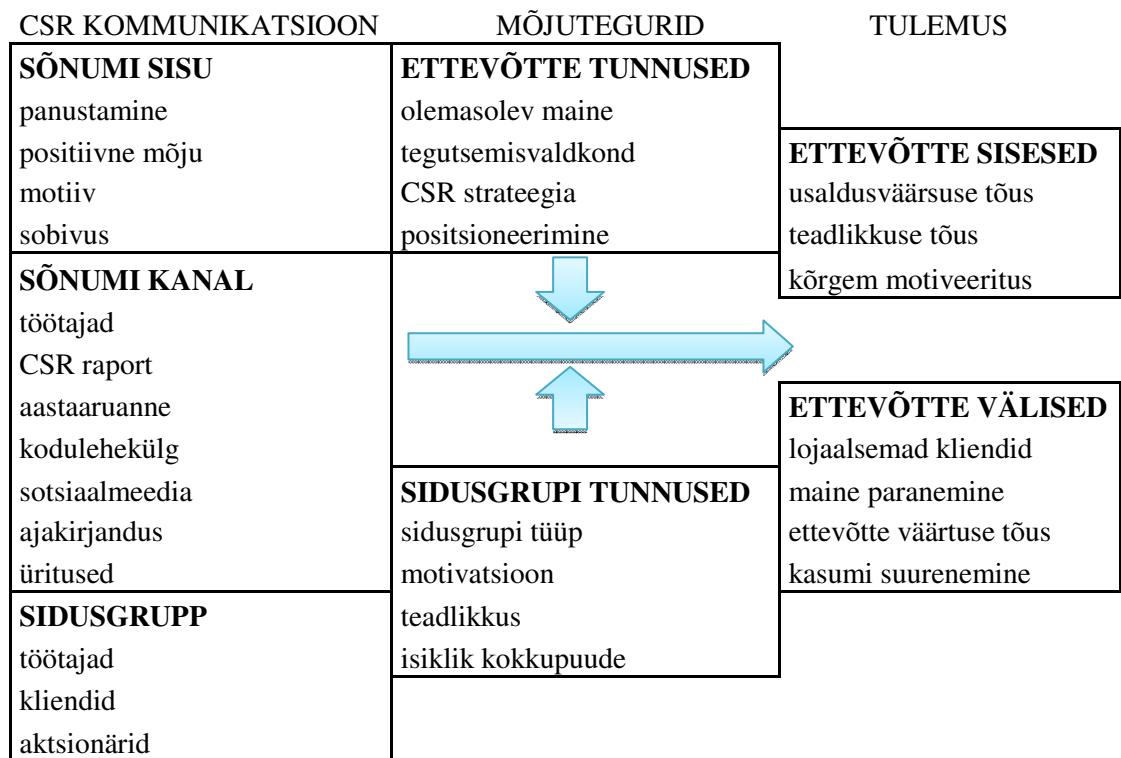 CSR KOMMUNIKATSIOON
SÕNUMI SISU
panustamine
positiivne mõju
motiiv
sobivus
SÕNUMI KANAL
töötajad
CSR raport
aastaaruanne
kodulehekülg
sotsiaalmeedia
ajakirjandus
üritused
SIDUSGRUPP
töötajad
kliendid
aktsionärid
MÕJUTEGURID
ETTEVÕTTE TUNNUSED
olemasolev maine
tegutsemisvaldkond
CSR strateegia
positsioneerimine
SIDUSGRUPI TUNNUSED
sidusgrupi tüüp
motivatsioon
teadlikkus
isiklik kokkupuude
TULEMUS
ETTEVÕTTE SISESED
usaldusväärsuse tõus
teadlikkuse tõus
kõrgem motiveeritus
ETTEVÕTTE VÄLISED
lojaalsemad kliendid
maine paranemine
ettevõtte väärtuse tõus
kasumi suurenemine